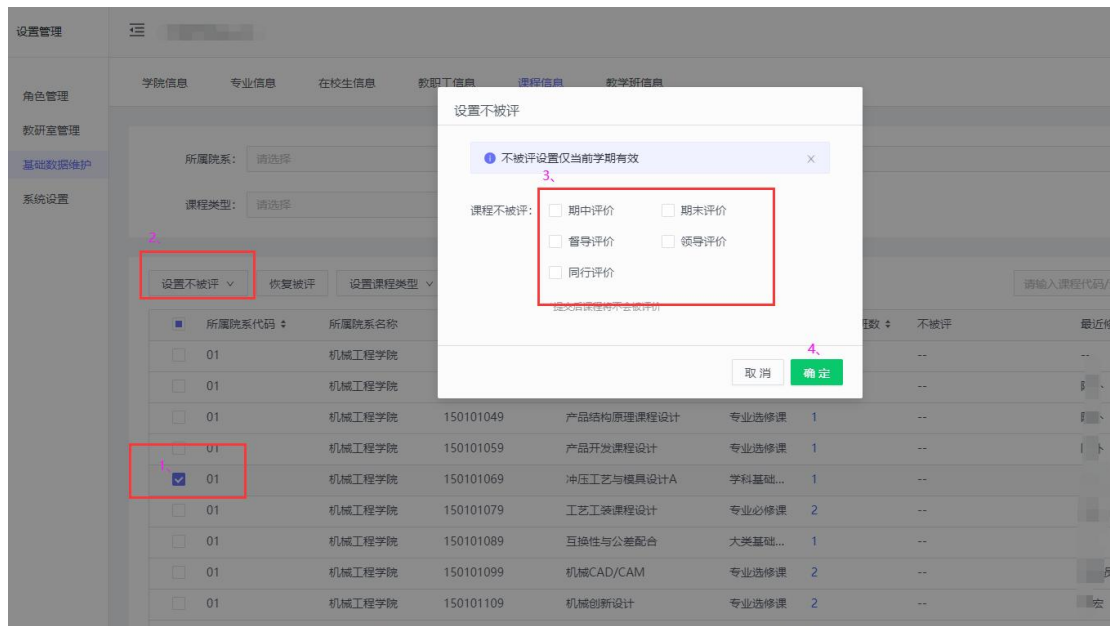 设置管理
学院信息 专业信息 在校生信息 教职工信息 课程信息 教学班信息
角色管理
教研室管理
基础数据维护
系统设置
所属院系: 请选择
课程类型: 请选择
设置不被评
不被评设置仅当前学期有效
3、
课程不被评: 期中评价 期末评价
督导评价 领导评价
同行评价
提交后课程将不会被评价
4、
取消 确定
2、
设置不被评 恢复被评 设置课程类型 请输入课程代码/
所属院系代码 所属院系名称 不被评
01 机械工程学院 -- --
01 机械工程学院 --
01 机械工程学院 150101049 产品结构原理课程设计 专业选修课 1 --
01 机械工程学院 150101059 产品开发课程设计 专业选修课 1 --
1、
01 机械工程学院 150101069 冲压工艺与模具设计A 学科基础... 1 --
01 机械工程学院 150101079 工艺工装课程设计 专业必修课 2 --
01 机械工程学院 150101089 互换性与公差配合 大类基础... 1 --
01 机械工程学院 150101099 机械CAD/CAM 专业选修课 2 --
01 机械工程学院 150101109 机械创新设计 专业选修课 2 -- 宏